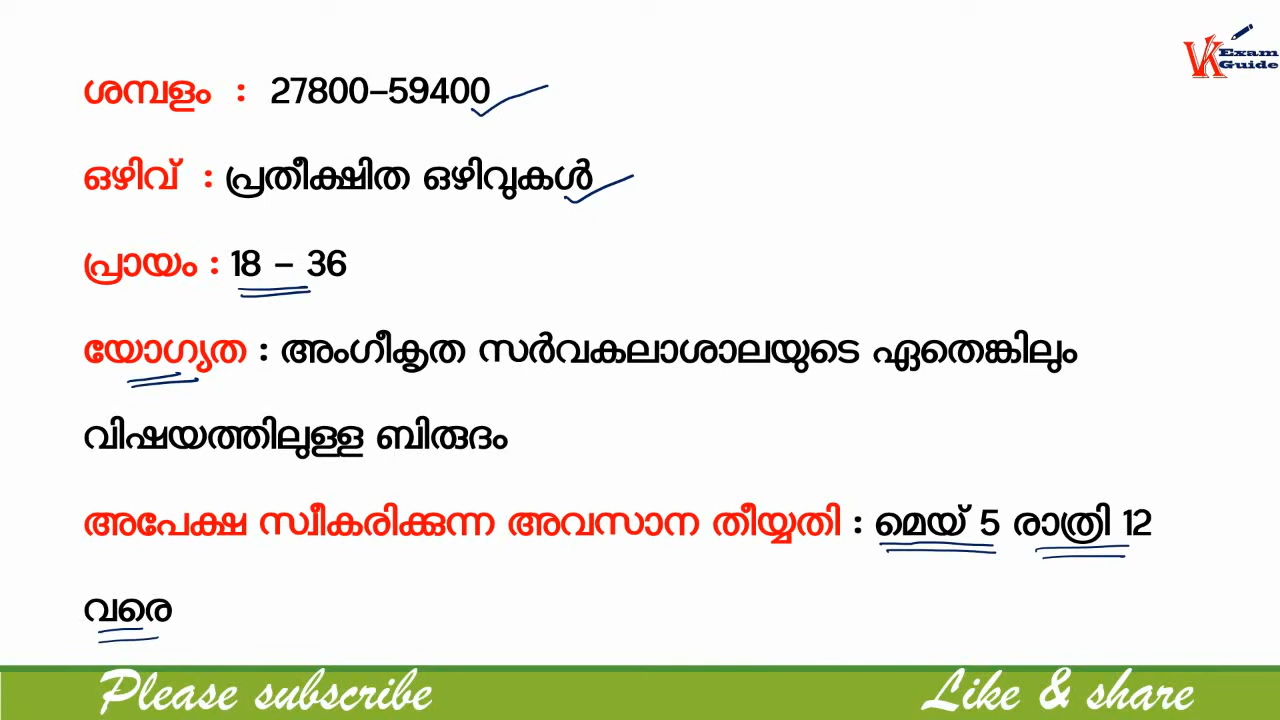 VK Exam Guide
ശമ്പളം : 27800-59400
ഒഴിവ് : പ്രതീക്ഷിത ഒഴിവുകൾ
പ്രായം : 18 - 36
യോഗ്യത : അംഗീകൃത സർവകലാശാലയുടെ ഏതെങ്കിലും
വിഷയത്തിലുള്ള ബിരുദം
അപേക്ഷ സ്വീകരിക്കുന്ന അവസാന തീയ്യതി : മെയ് 5 രാത്രി 12
വരെ
Please subscribe
Like & share